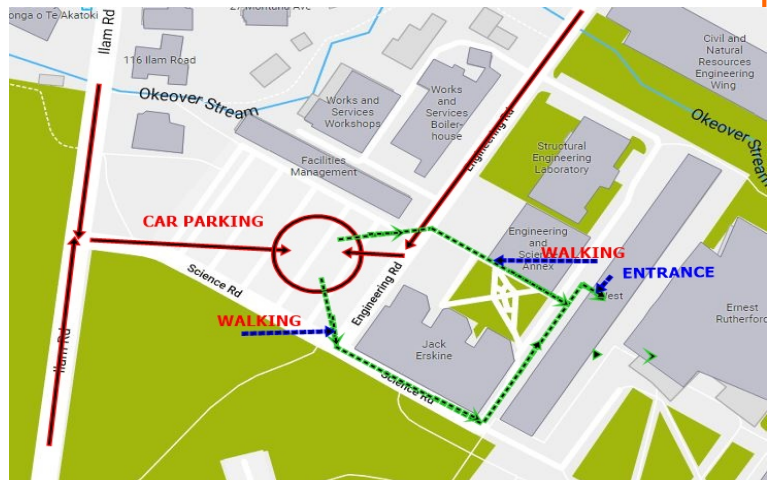 onga o Te Akatoki
Ilam Rd
27 Montana Ave
116 Ilam Road
Okeover Stream
Works and
Services
Workshops
Works
and
Services
Boiler-
house
Facilities
Management
Engineering Rd
Civil and
Natural
Resources
Engineering
Wing
Okeover Stream
Structural
Engineering
Laboratory
CAR PARKING
Engineering
and
Science
Annex
WALKING
ENTRANCE
West
Science Rd
Engineering Rd
WALKING
Jack
Erskine
Ernest
Rutherford
Ilam Rd
Science Rd